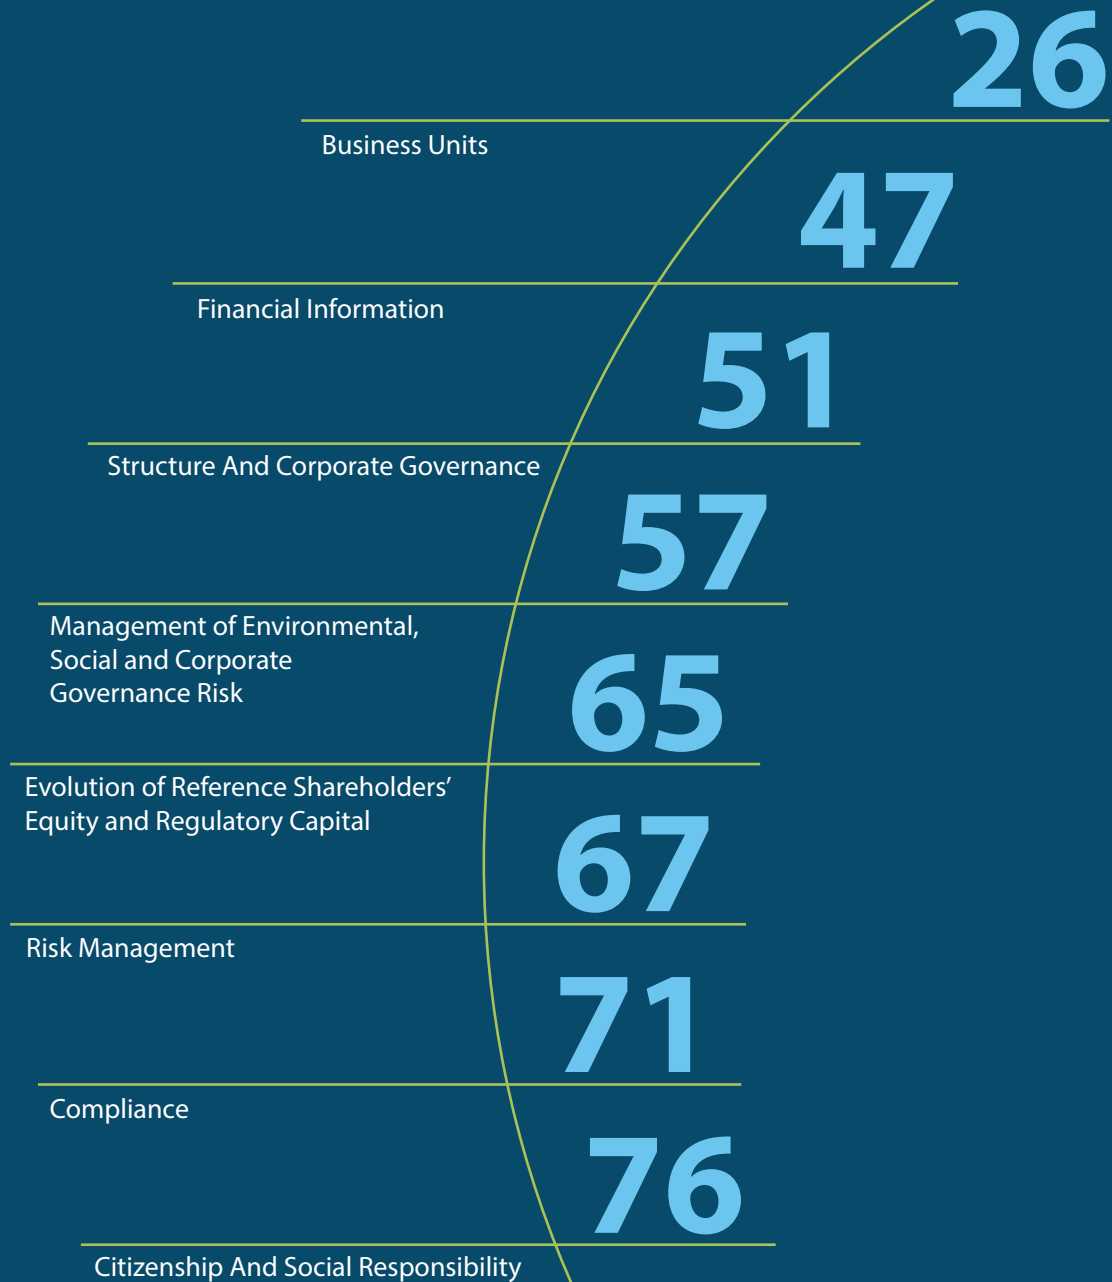 26
Business Units
47
Financial Information
51
Structure And Corporate Governance
57
Management of Environmental,
Social and Corporate
Governance Risk
65
Evolution of Reference Shareholders’
Equity and Regulatory Capital
67
Risk Management
71
Compliance
76
Citizenship And Social Responsibility